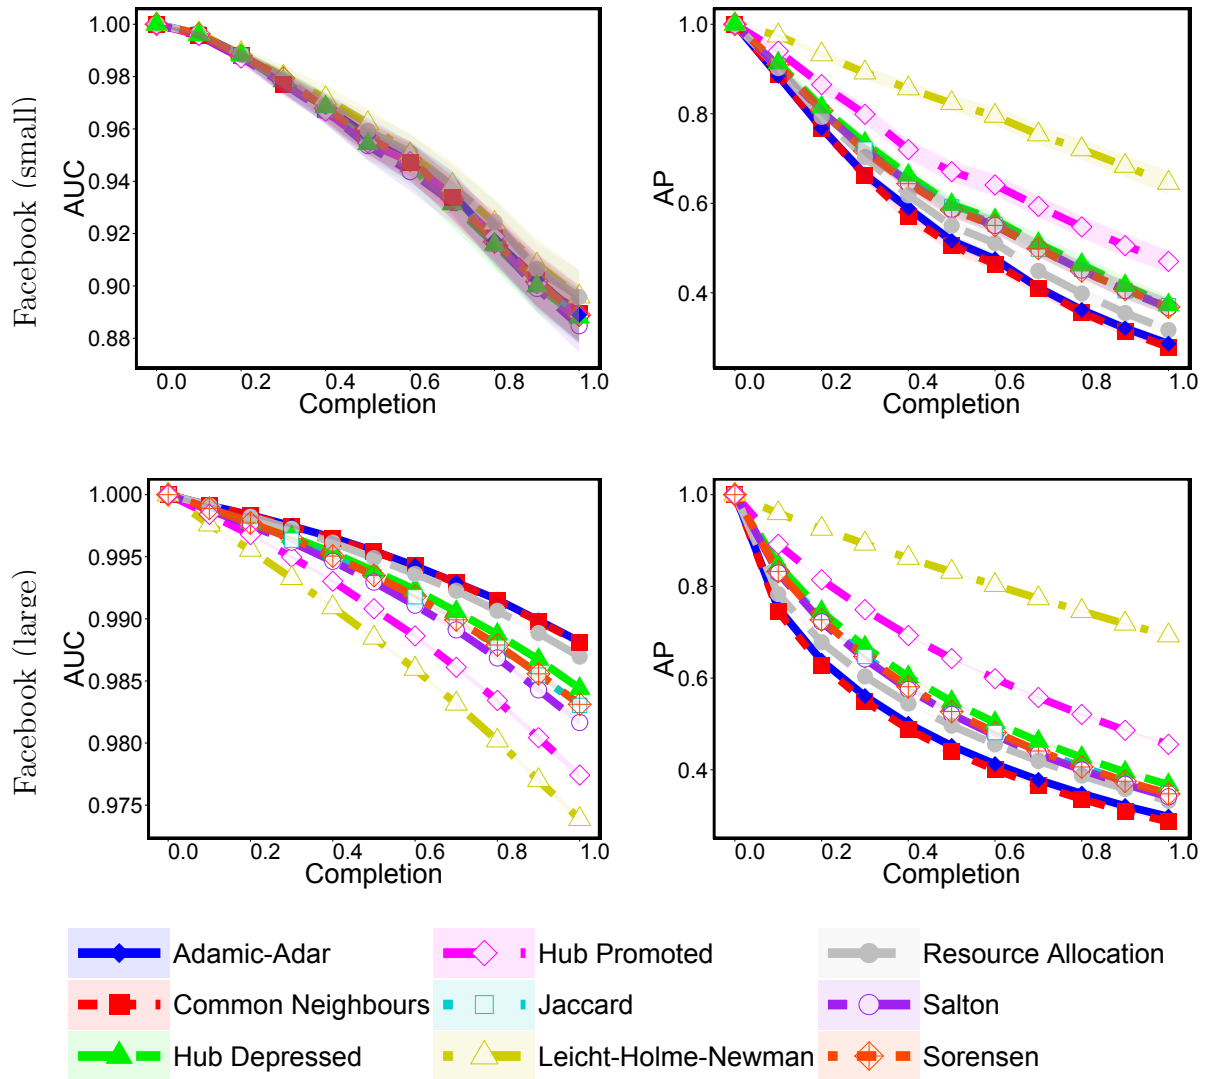 Facebook (small)
AUC
1.00
0.98
0.96
0.94
0.92
0.90
0.88
0.0 0.2 0.4 0.6 0.8 1.0
Completion
AP
1.0
0.8
0.6
0.4
0.0 0.2 0.4 0.6 0.8 1.0
Completion
Facebook (large)
AUC
1.000
0.995
0.990
0.985
0.980
0.975
0.0 0.2 0.4 0.6 0.8 1.0
Completion
AP
1.0
0.8
0.6
0.4
0.0 0.2 0.4 0.6 0.8 1.0
Completion
Adamic-Adar Hub Promoted Resource Allocation
Common Neighbours Jaccard Salton
Hub Depressed Leicht-Holme-Newman Sorensen